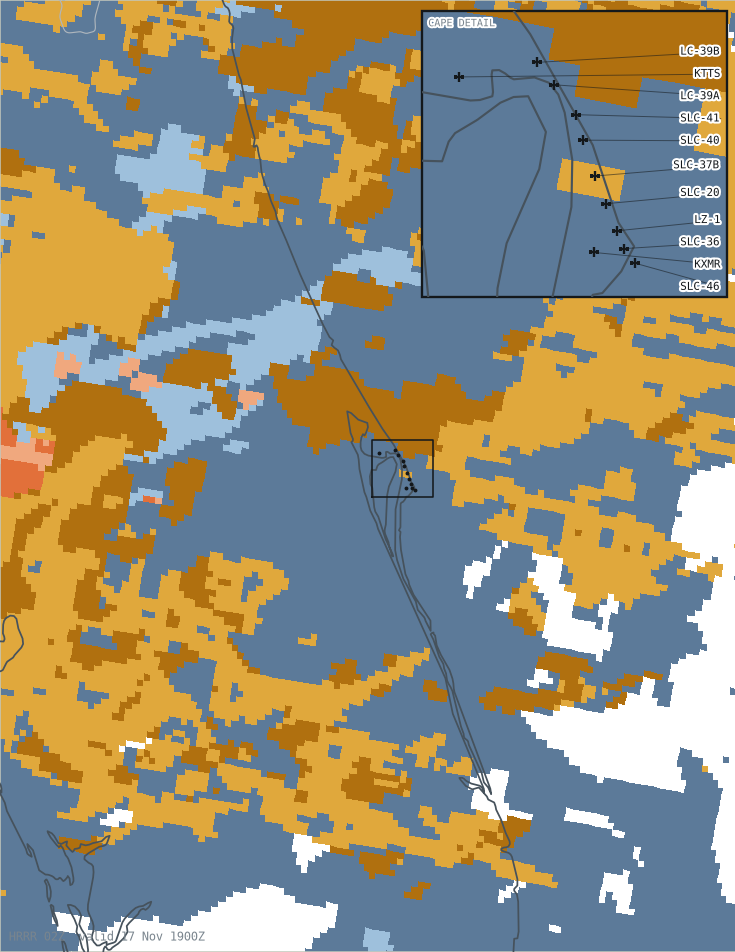 CAPE DETAIL
LC-39B
KTTS
LC-39A
SLC-41
SLC-40
SLC-37B
SLC-20
LZ-1
SLC-36
KXMR
SLC-46
HRRR valid 27 Nov 1900Z